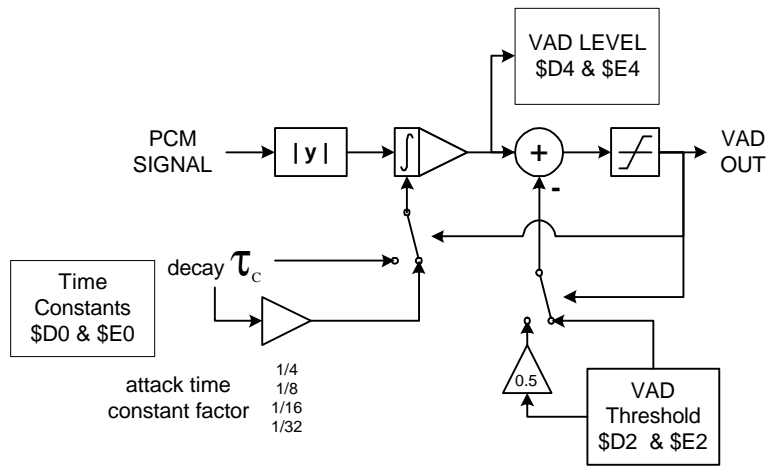 VAD LEVEL
$D4 & $E4
PCM
SIGNAL
| y |
∫
+
-
VAD
OUT
decay τC
Time
Constants
$D0 & $E0
attack time
constant factor
1/4
1/8
1/16
1/32
0.5
VAD
Threshold
$D2 & $E2